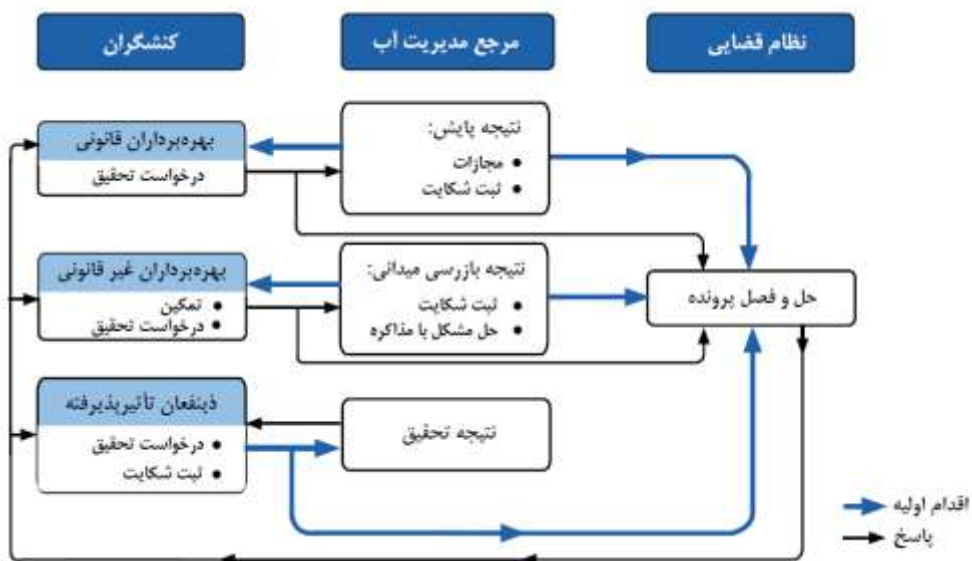 نظام قضایی
مرجع مدیریت آب
کنشگران
نتیجه پایش:
• مجازات
• ثبت شکایت
بهره‌برداران قانونی
درخواست تحقیق
نتیجه بازرسی میدانی:
• ثبت شکایت
• حل مشکل با مذاکره
بهره‌برداران غیر قانونی
• تمکین
• درخواست تحقیق
حل و فصل پرونده
ذینفعان تأثیرپذیرفته
• درخواست تحقیق
• ثبت شکایت
نتیجه تحقیق
اقدام اولیه
پاسخ